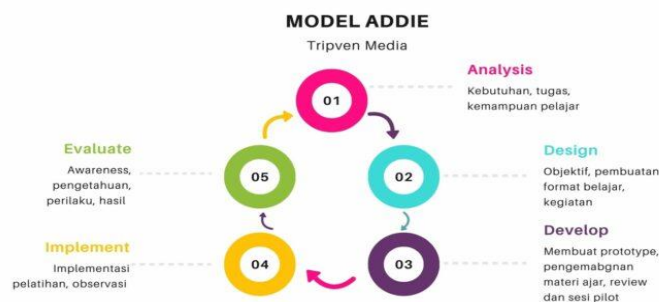 MODEL ADDIE
Tripven Media
01
Analysis
Kebutuhan, tugas,
kemampuan pelajar
02
Design
Objektif, pembuatan
format belajar,
kegiatan
03
Develop
Membuat prototype,
pengemabgnan
materi ajar, review
dan sesi pilot
04
Implement
Implementasi
pelatihan, observasi
05
Evaluate
Awareness,
pengetahuan,
perilaku, hasil